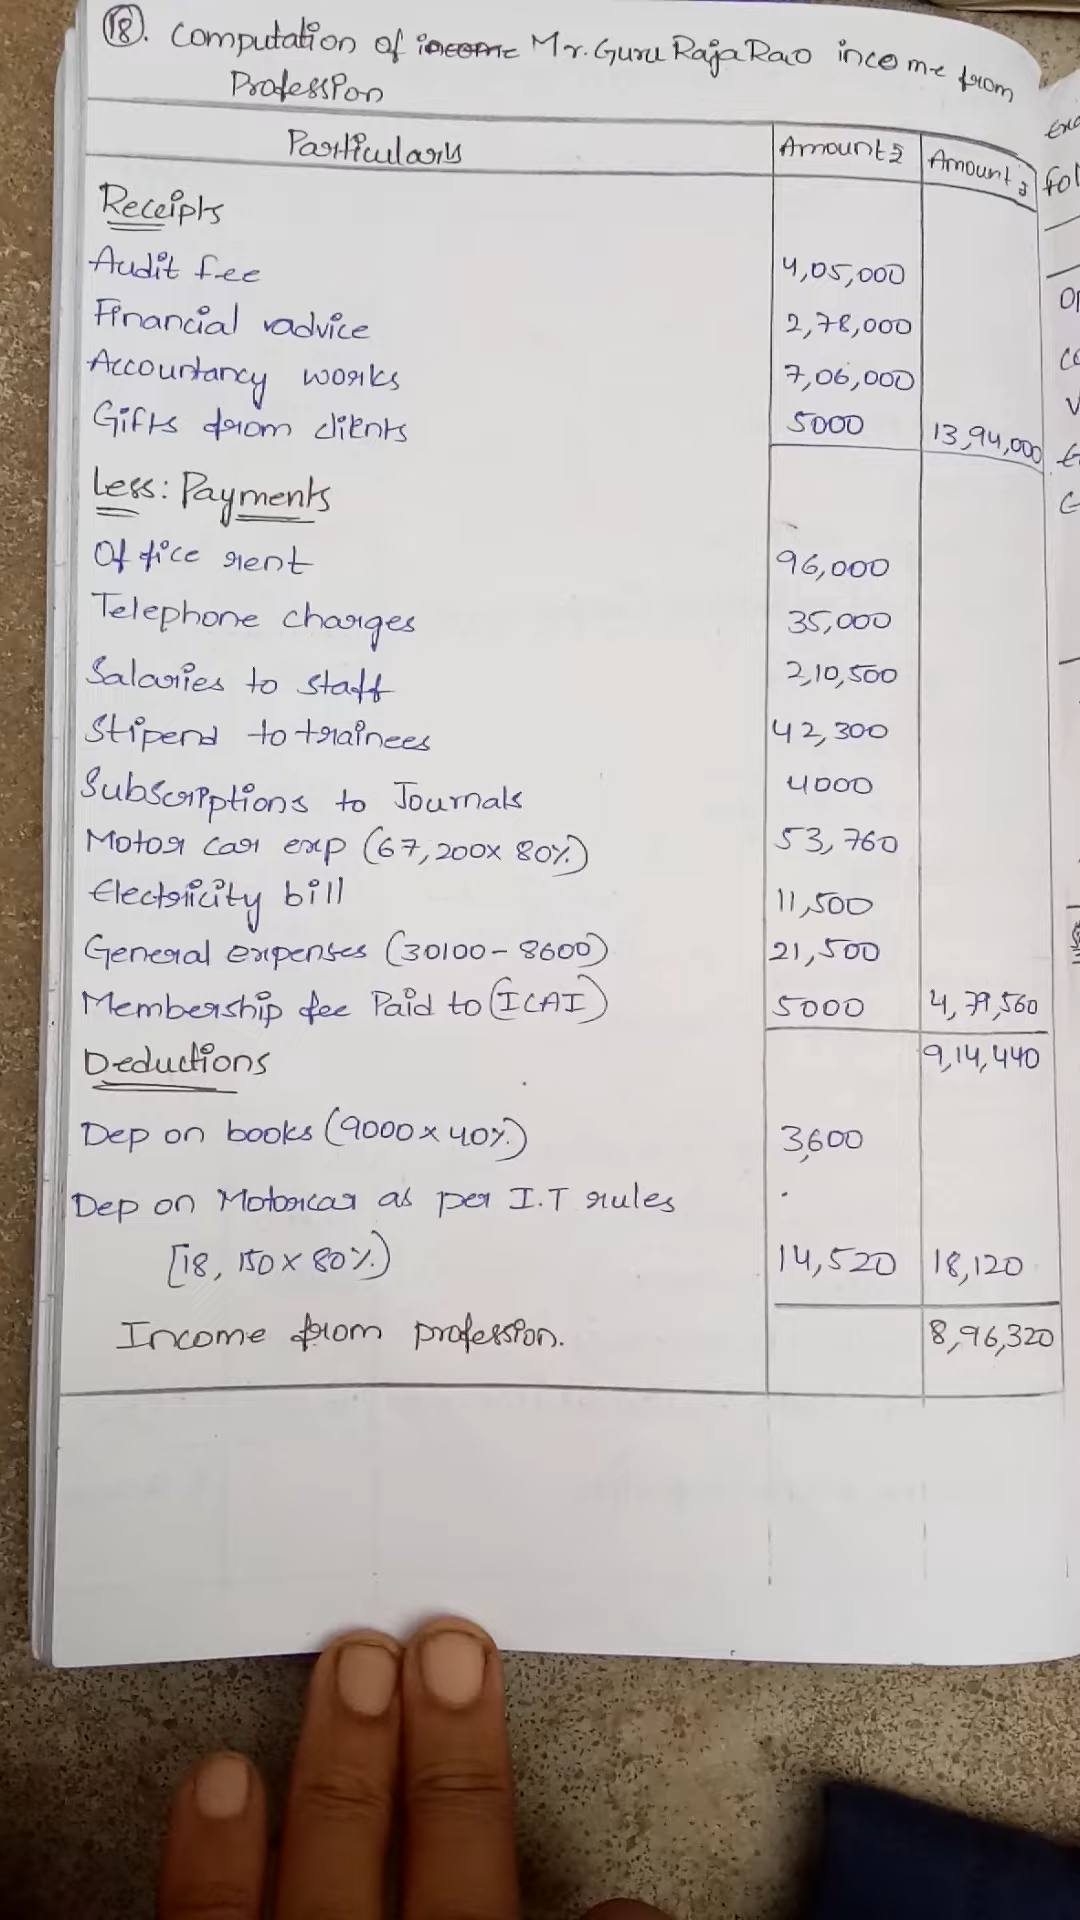 18. Computation of income Mr. Guru Raja Rao income from
Profession
Particulars Amount ₹ Amount ₹
Receipts
Audit fee 4,05,000
Financial advice 2,78,000
Accountancy works 7,06,000
Gifts from clients 5000 13,94,000
Less: Payments
Office rent 96,000
Telephone charges 35,000
Salaries to staff 2,10,500
Stipend to trainees 42,300
Subscriptions to Journals 4000
Motor car exp (67,200x 80%) 53,760
Electricity bill 11,500
General expenses (30100-8600) 21,500
Membership fee Paid to (ICAI) 5000 4,79,560
Deductions 9,14,440
Dep on books (9000 x 40%) 3,600
Dep on Motorcar as per I.T rules
[18,150 x 80%) 14,520 18,120
Income from profession. 8,96,320